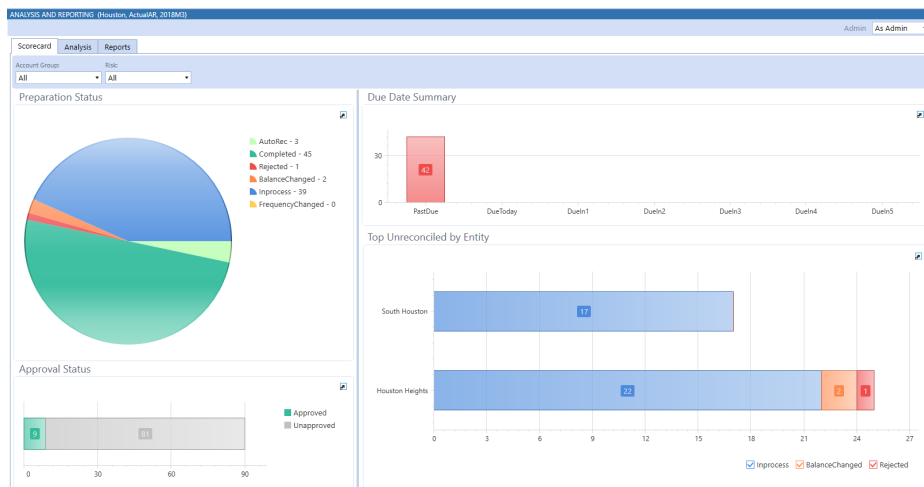 ANALYSIS AND REPORTING (Houston, ActualAR, 2018M3)
Admin As Admin
Scorecard Analysis Reports
Account Group: Risk:
All All
Preparation Status
AutoRec - 3
Completed - 45
Rejected - 1
BalanceChanged - 2
Inprocess - 39
FrequencyChanged - 0
Approval Status
9 81
Approved
Unapproved
0 30 60 90
Due Date Summary
30
42
0
PastDue DueToday DueIn1 DueIn2 DueIn3 DueIn4 DueIn5
Top Unreconciled by Entity
South Houston 17
Houston Heights 22 2 1
0 3 6 9 12 15 18 21 24 27
Inprocess BalanceChanged Rejected